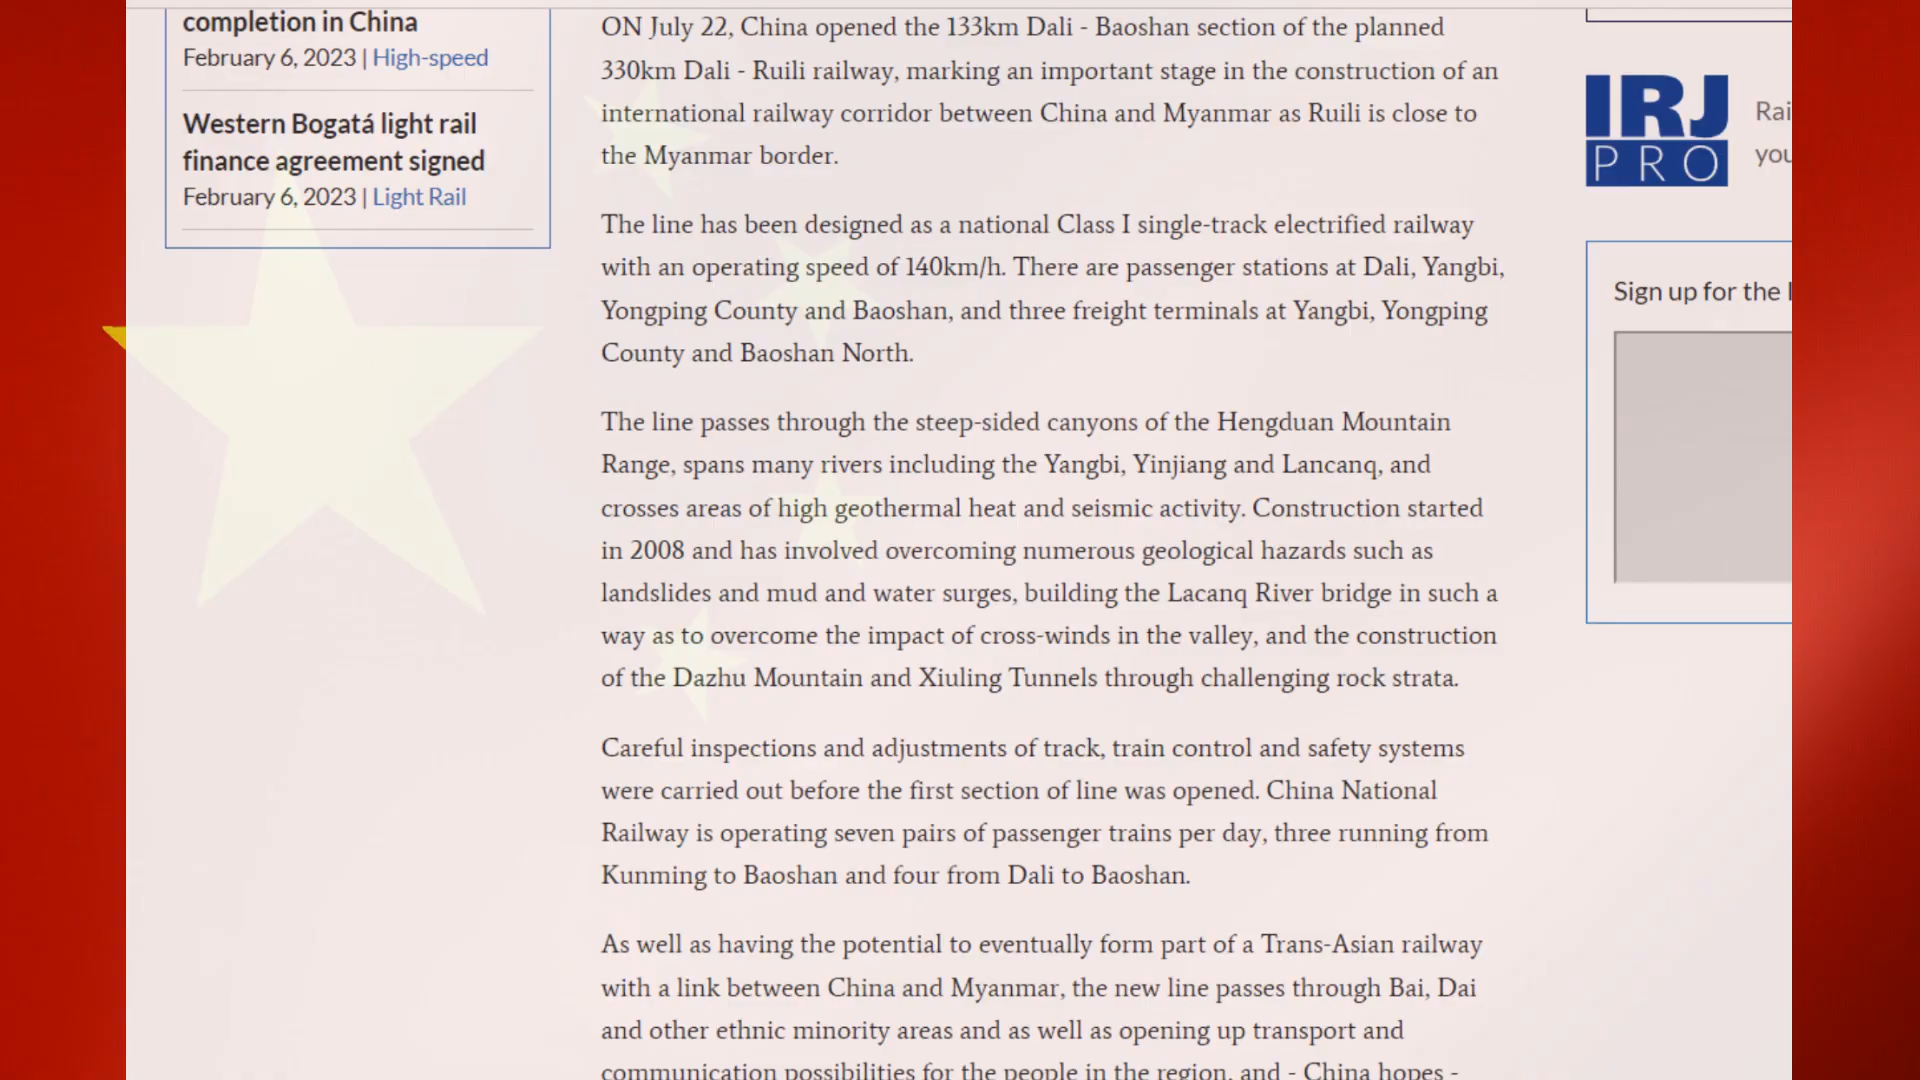 completion in China
February 6, 2023 | High-speed
Western Bogatá light rail
finance agreement signed
February 6, 2023 | Light Rail
ON July 22, China opened the 133km Dali - Baoshan section of the planned
330km Dali - Ruili railway, marking an important stage in the construction of an
international railway corridor between China and Myanmar as Ruili is close to
the Myanmar border.
The line has been designed as a national Class I single-track electrified railway
with an operating speed of 140km/h. There are passenger stations at Dali, Yangbi,
Yongping County and Baoshan, and three freight terminals at Yangbi, Yongping
County and Baoshan North.
The line passes through the steep-sided canyons of the Hengduan Mountain
Range, spans many rivers including the Yangbi, Yinjiang and Lancanq, and
crosses areas of high geothermal heat and seismic activity. Construction started
in 2008 and has involved overcoming numerous geological hazards such as
landslides and mud and water surges, building the Lacanq River bridge in such a
way as to overcome the impact of cross-winds in the valley, and the construction
of the Dazhu Mountain and Xiuling Tunnels through challenging rock strata.
Careful inspections and adjustments of track, train control and safety systems
were carried out before the first section of line was opened. China National
Railway is operating seven pairs of passenger trains per day, three running from
Kunming to Baoshan and four from Dali to Baoshan.
As well as having the potential to eventually form part of a Trans-Asian railway
with a link between China and Myanmar, the new line passes through Bai, Dai
and other ethnic minority areas and as well as opening up transport and
communication possibilities for the people in the region, and - China hopes -
IRJ
PRO
Rai
you
Sign up for the